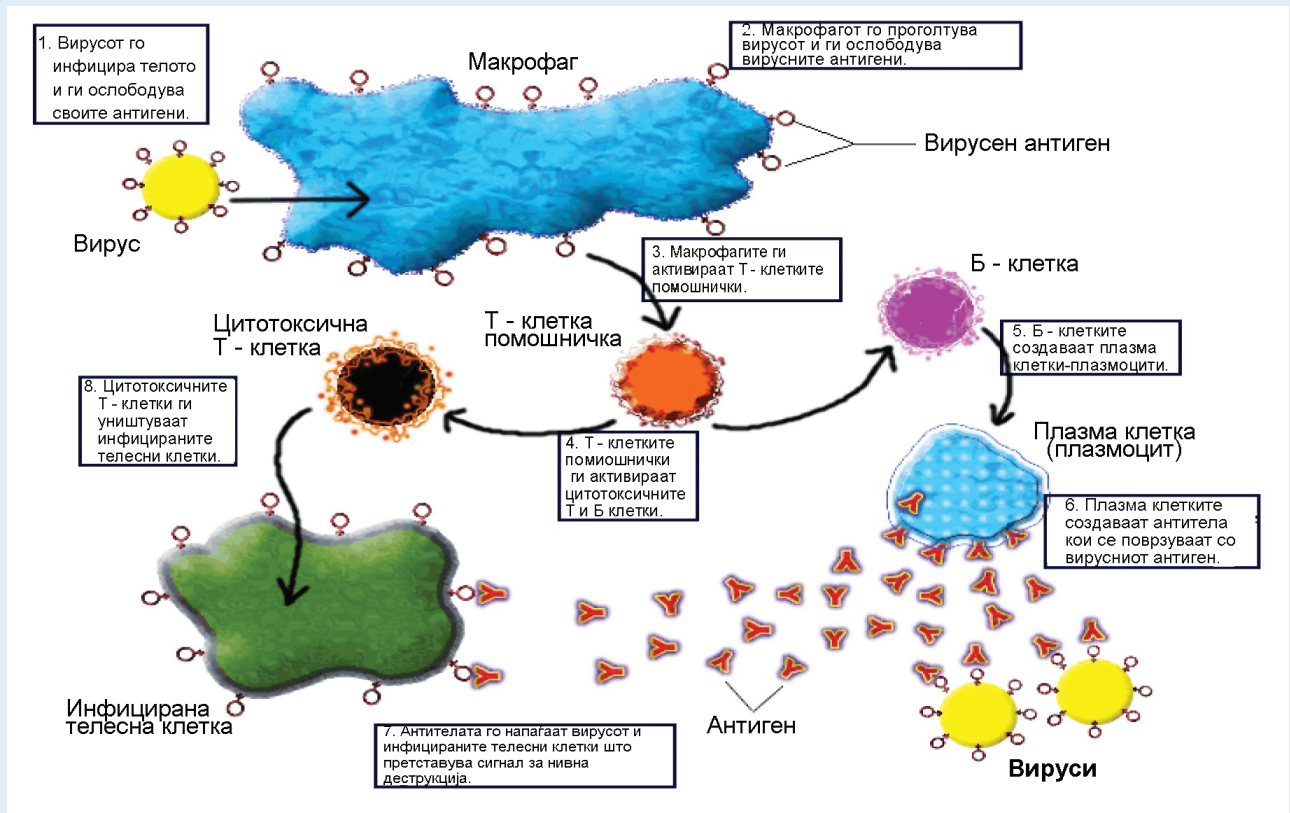 1. Вирусот го
инфицира телото
и ги ослободува
своите антигени.
Макрофаг
2. Макрофагот го проголтува
вирусот и ги ослободува
вирусните антигени.
Вирусен антиген
Вирус
3. Макрофагите ги
активираат Т - клетките
помошнички.
Б - клетка
Цитотоксична
Т - клетка
Т - клетка
помошничка
5. Б - клетките
создаваат плазма
клетки-плазмоцити.
8. Цитотоксичните
Т - клетки ги
уништуваат
инфицираните
телесни клетки.
4. Т - клетките
помиошнички
ги активираат
цитотоксичните
Т и Б клетки.
Плазма клетка
(плазмоцит)
6. Плазма клетките
создаваат антитела
кои се поврзуваат со
вирусниот антиген.
Инфицирана
телесна клетка
7. Антителата го напаѓаат вирусот и
инфицираните телесни клетки што
претставува сигнал за нивна
деструкција.
Антиген
Вируси